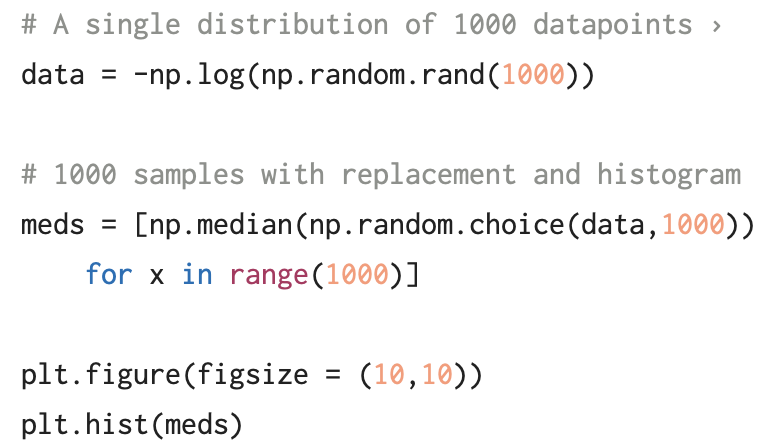 # A single distribution of 1000 datapoints ›
data = -np.log(np.random.rand(1000))
# 1000 samples with replacement and histogram
meds = [np.median(np.random.choice(data,1000))
    for x in range(1000)]
plt.figure(figsize = (10,10))
plt.hist(meds)